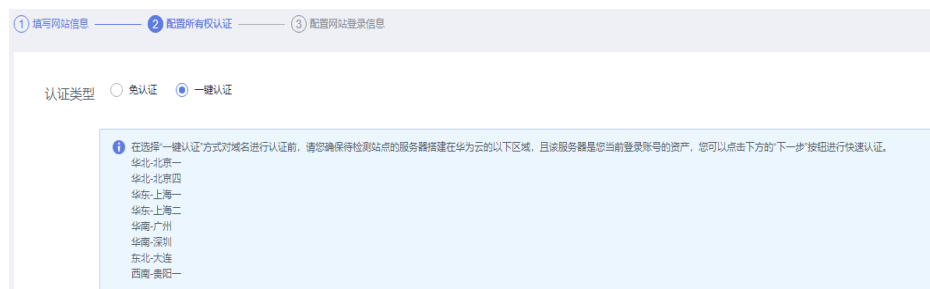 1 填写网站信息 2 配置所有权认证 3 配置网站登录信息
认证类型 免认证 一键认证
在选择“一键认证”方式对域名进行认证前，请您确保待检测站点的服务器搭建在华为云的以下区域，且该服务器是您当前登录账号的资产，您可以点击下方的“下一步”按钮进行快速认证。
华北-北京一
华北-北京四
华东-上海一
华东-上海二
华南-广州
华南-深圳
东北-大连
西南-贵阳一